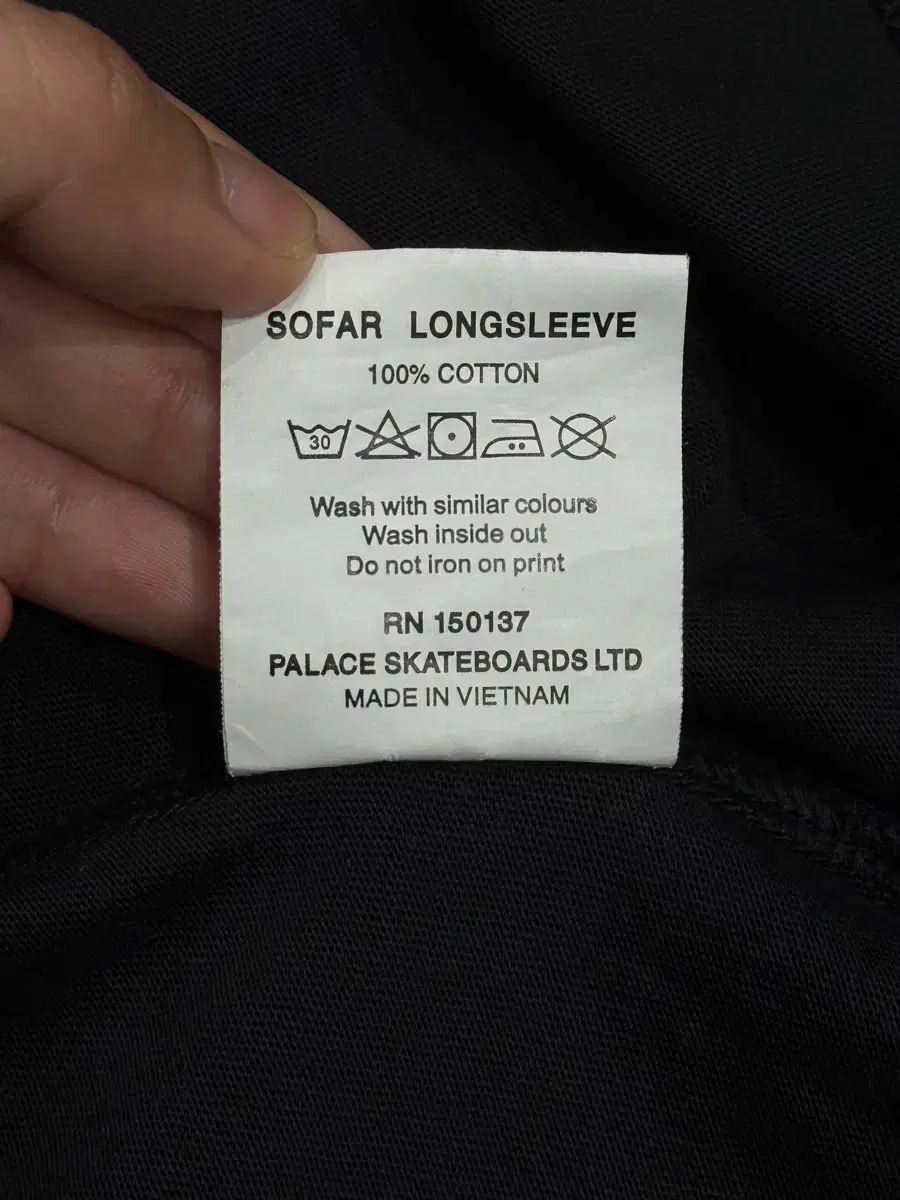 SOFAR LONGSLEEVE
100% COTTON
30
Wash with similar colours
Wash inside out
Do not iron on print
RN 150137
PALACE SKATEBOARDS LTD
MADE IN VIETNAM